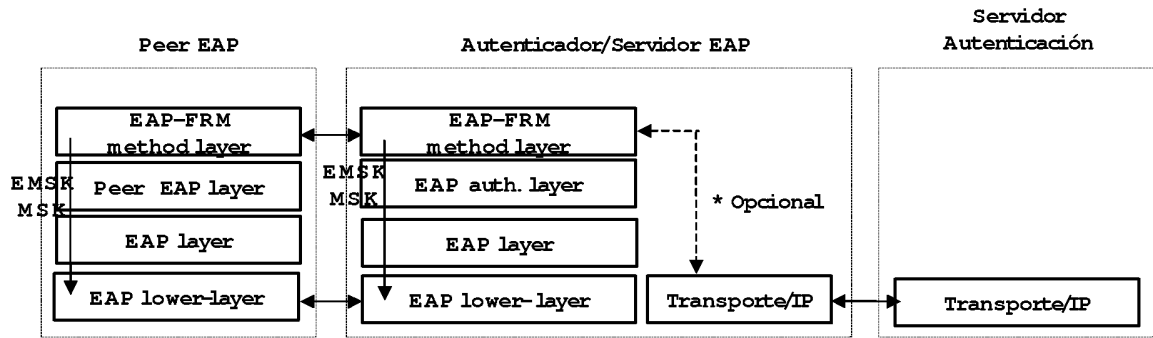 Servidor
Autenticación
Peer EAP
Autenticador/Servidor EAP
EAP-FRM
method layer
EAP-FRM
method layer
EMSK
MSK
Peer EAP layer
EMSK
MSK
EAP auth. layer
* Opcional
EAP layer
EAP layer
EAP lower-layer
EAP lower-layer
Transporte/IP
Transporte/IP